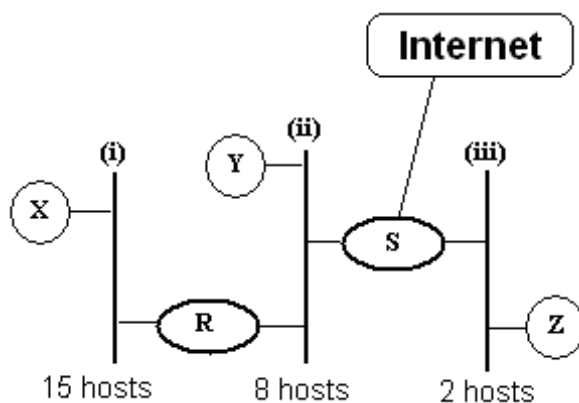 Internet
(i)
(ii)
(iii)
X
Y
S
R
Z
15 hosts
8 hosts
2 hosts